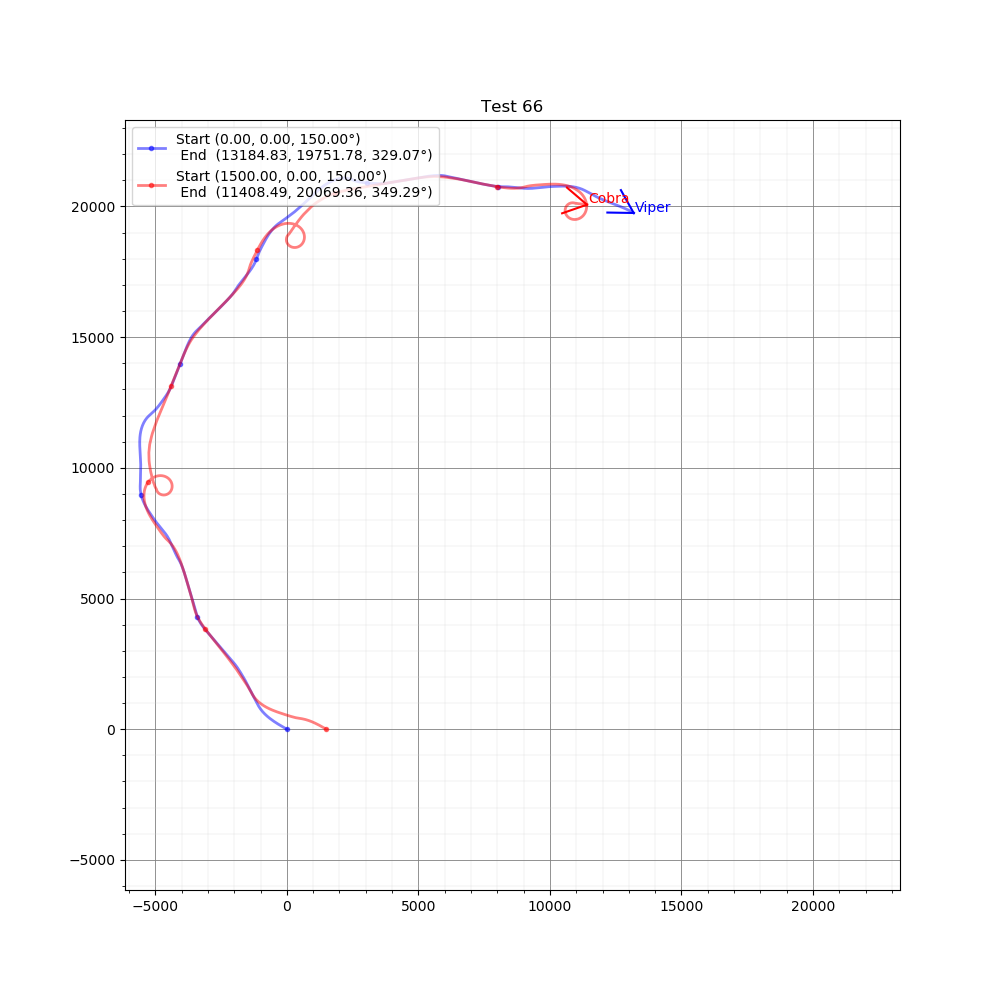 Test 66
Start (0.00, 0.00, 150.00°)
End (13184.83, 19751.78, 329.07°)
Start (1500.00, 0.00, 150.00°)
End (11408.49, 20069.36, 349.29°)
Cobra
Viper
20000
15000
10000
5000
0
−5000
−5000
0
5000
10000
15000
20000